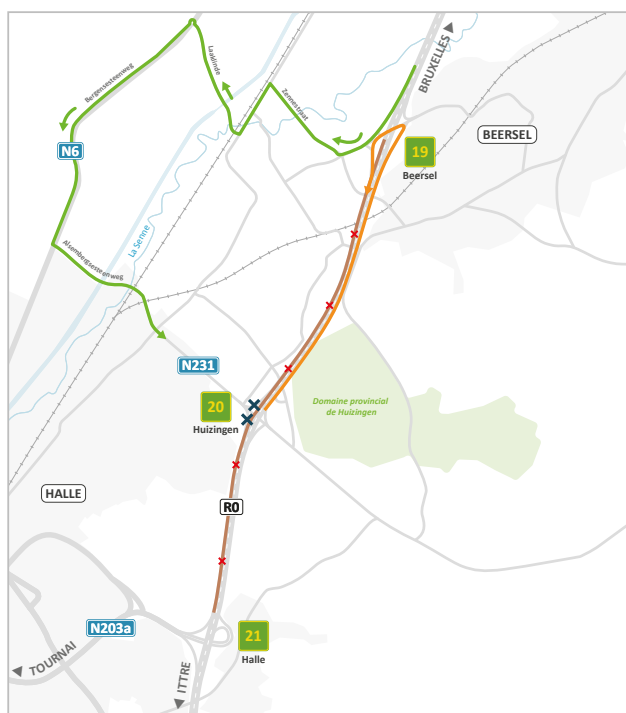 BRUXELLES
Laaklinde
Bergensesteenweg
Zennestraat
N6
19
Beersel
BEERSEL
La Senne
Alsembergsesteenweg
N231
20
Huizingen
Domaine provincial
de Huizingen
HALLE
R0
N203a
21
Halle
TOURNAI
ITTRE